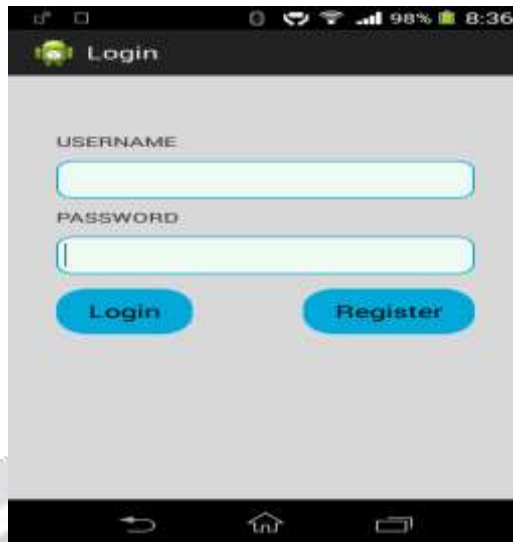 98% 8:36
Login
USERNAME
PASSWORD
Login Register